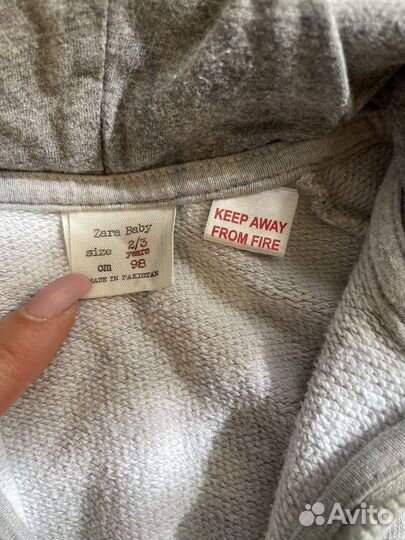 Zara Baby
size 2/3
years
cm 98
MADE IN PAKISTAN
KEEP AWAY
FROM FIRE
Avito